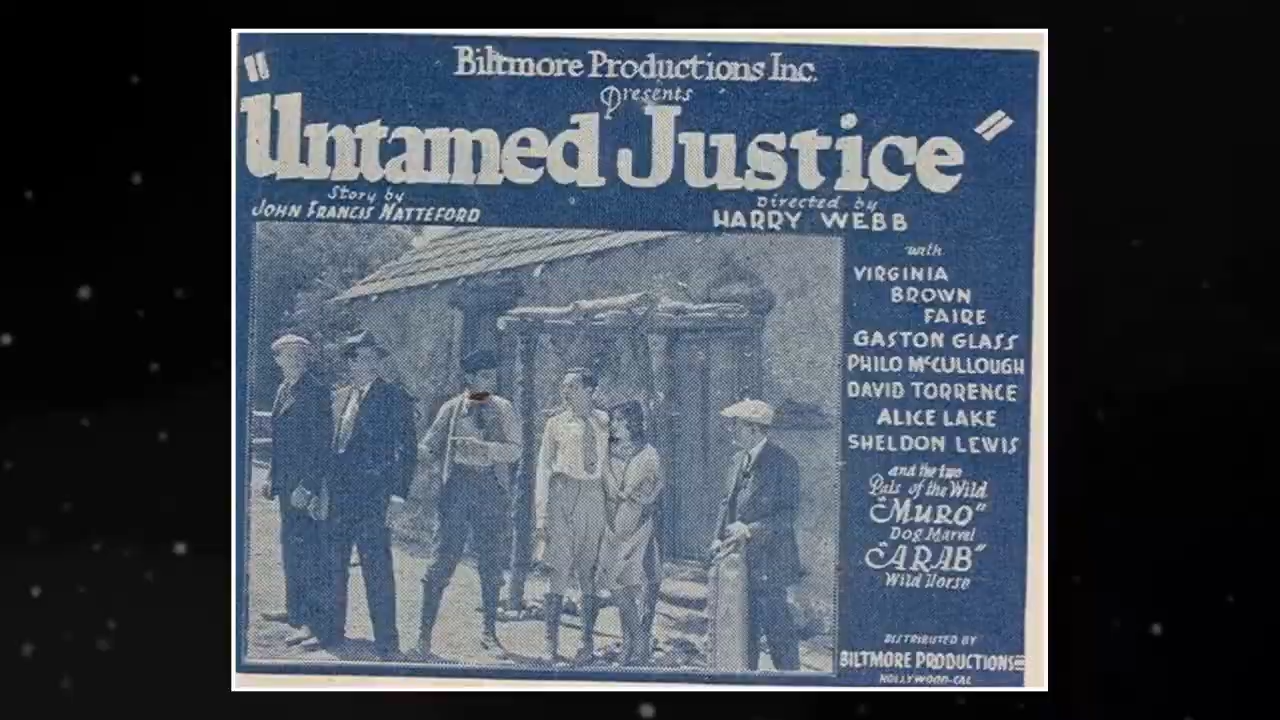 Biltmore Productions Inc.
Presents
"Untamed Justice"
Story by
JOHN FRANCIS NATTEFORD
Directed by
HARRY WEBB
with
VIRGINIA
BROWN
FAIRE
GASTON GLASS
PHILO McCULLOUGH
DAVID TORRENCE
ALICE LAKE
SHELDON LEWIS
and the two
Pals of the Wild
"MURO"
Dog Marvel
"ARAB"
Wild Horse
DISTRIBUTED BY
BILTMORE PRODUCTIONS
HOLLYWOOD-CAL